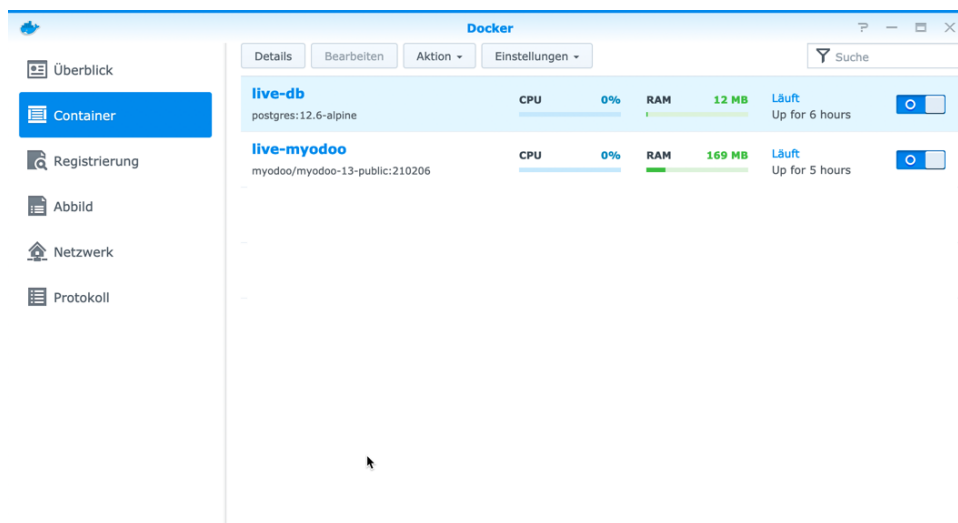 Docker
Überblick
Container
Registrierung
Abbild
Netzwerk
Protokoll
Details Bearbeiten Aktion Einstellungen Suche
live-db CPU 0% RAM 12 MB Läuft
postgres:12.6-alpine Up for 6 hours
live-myodoo CPU 0% RAM 169 MB Läuft
myodoo/myodoo-13-public:210206 Up for 5 hours